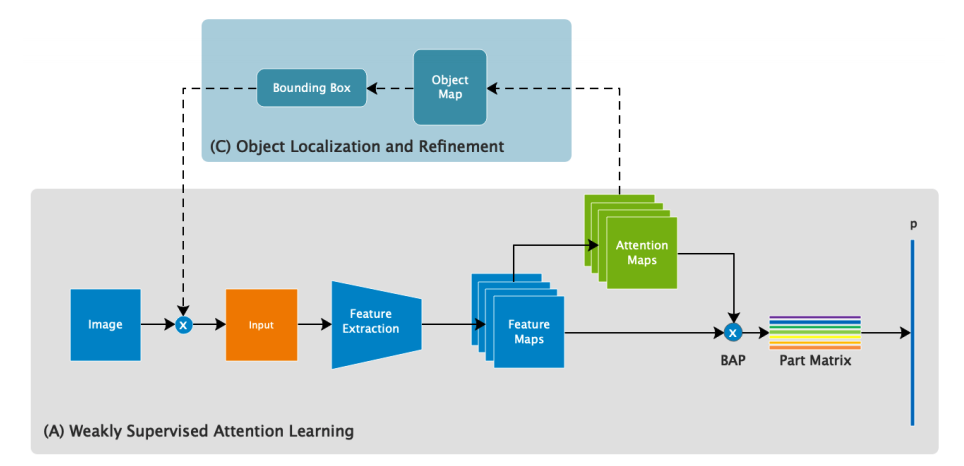 Bounding Box
Object
Map
(C) Object Localization and Refinement
p
Attention
Maps
Image
x
Input
Feature
Extraction
Feature
Maps
x
BAP
Part Matrix
(A) Weakly Supervised Attention Learning